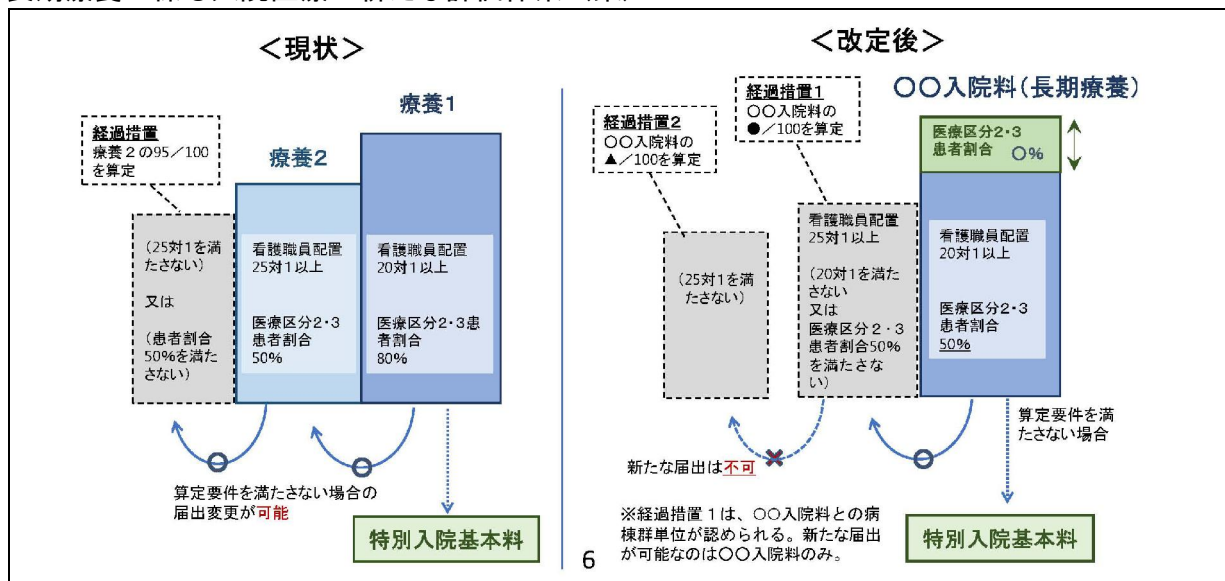 <現状>
経過措置
療養2の95/100
を算定
療養2
療養1
(25対1を満
たさない)
又は
(患者割合
50%を満た
さない)
看護職員配置
25対1以上
医療区分2・3
患者割合
50%
看護職員配置
20対1以上
医療区分2・3患
者割合
80%
算定要件を満たさない場合の
届出変更が可能
特別入院基本料
<改定後>
経過措置2
〇〇入院料の
▲/100を算定
経過措置1
〇〇入院料の
●/100を算定
〇〇入院料(長期療養)
医療区分2・3
患者割合 〇%
(25対1を満
たさない)
看護職員配置
25対1以上
(20対1を満た
さない
又は
医療区分2・3
患者割合50%
を満たさな
い)
看護職員配置
20対1以上
医療区分2・3
患者割合
50%
算定要件を満
たさない場合
新たな届出は不可
※経過措置1は、〇〇入院料との病
棟群単位が認められる。新たな届出
が可能なのは〇〇入院料のみ。
特別入院基本料
6